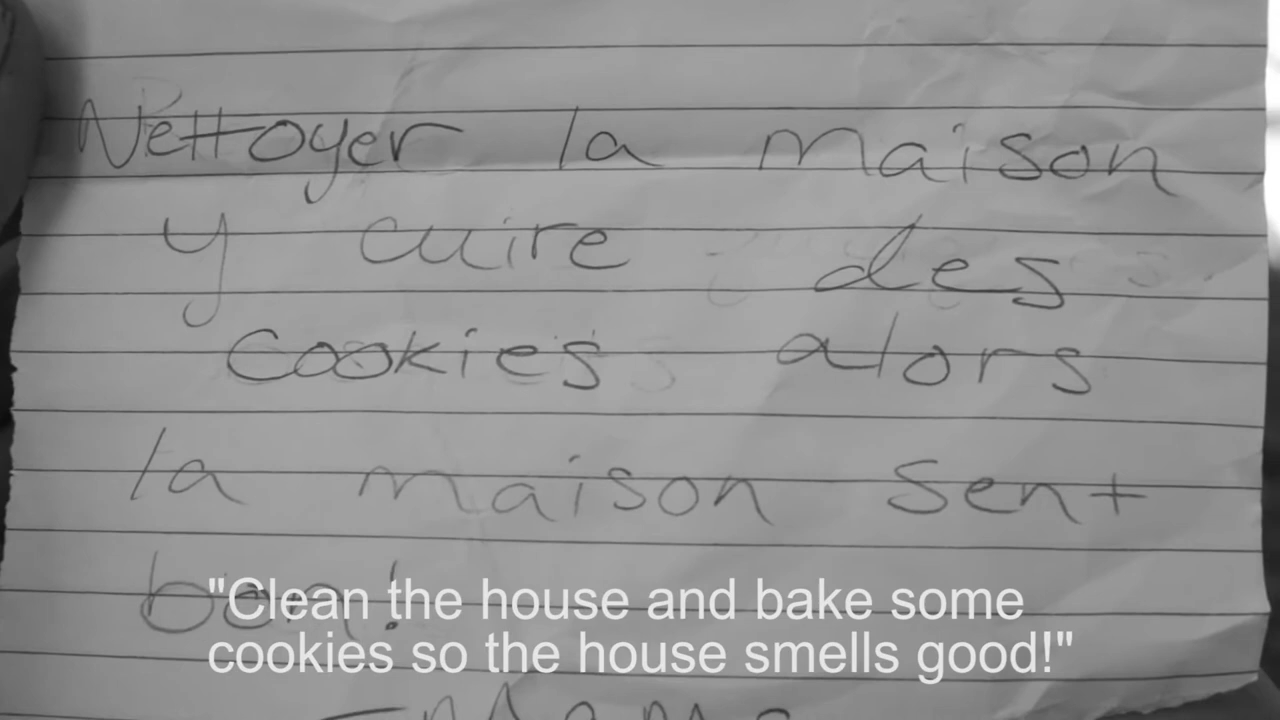 Nettoyer la maison
y cuire des
cookies alors
la maison sent
bon!
"Clean the house and bake some
cookies so the house smells good!"